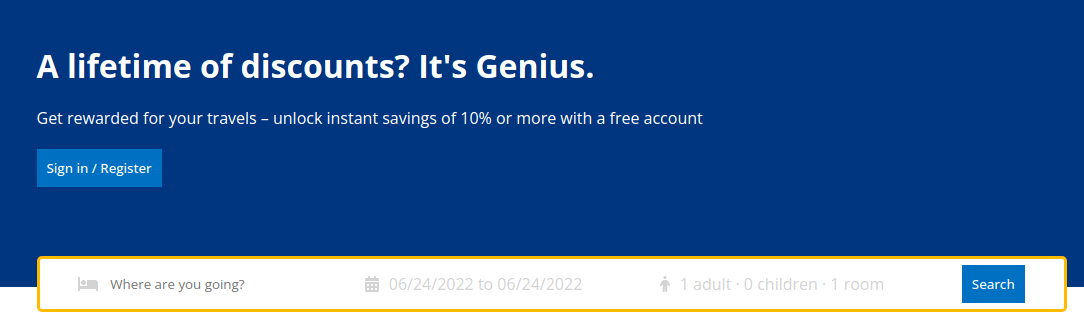 A lifetime of discounts? It's Genius.
Get rewarded for your travels – unlock instant savings of 10% or more with a free account
Sign in / Register
Where are you going? 06/24/2022 to 06/24/2022 1 adult · 0 children · 1 room Search